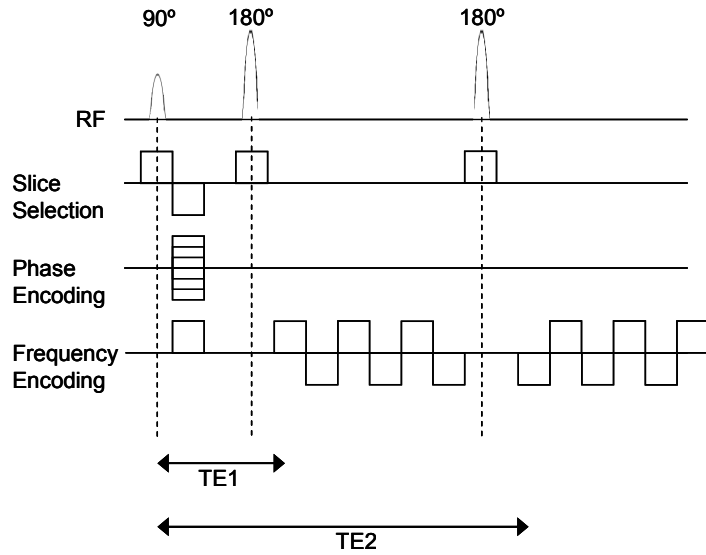 90º 180º 180º
RF
Slice
Selection
Phase
Encoding
Frequency
Encoding
TE1
TE2